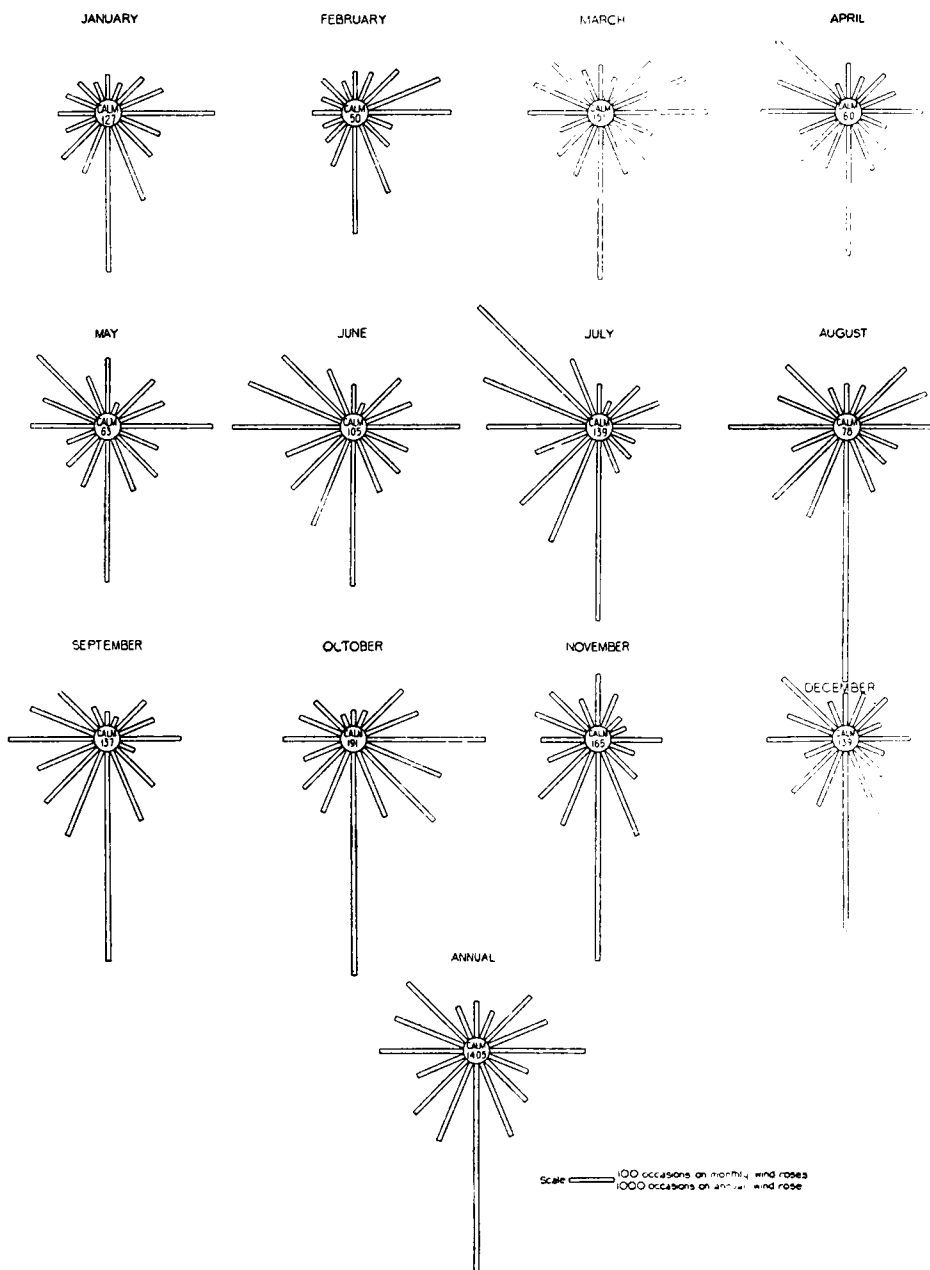 JANUARY
FEBRUARY
MARCH
APRIL
CALM
127
CALM
50
CALM
CALM
60
MAY
JUNE
JULY
AUGUST
CALM
63
CALM
105
CALM
139
CALM
78
SEPTEMBER
OCTOBER
NOVEMBER
DECEMBER
CALM
137
CALM
191
CALM
165
CALM
139
ANNUAL
CALM
1405
Scale
100 occasions on monthly wind roses
1000 occasions on annual wind rose